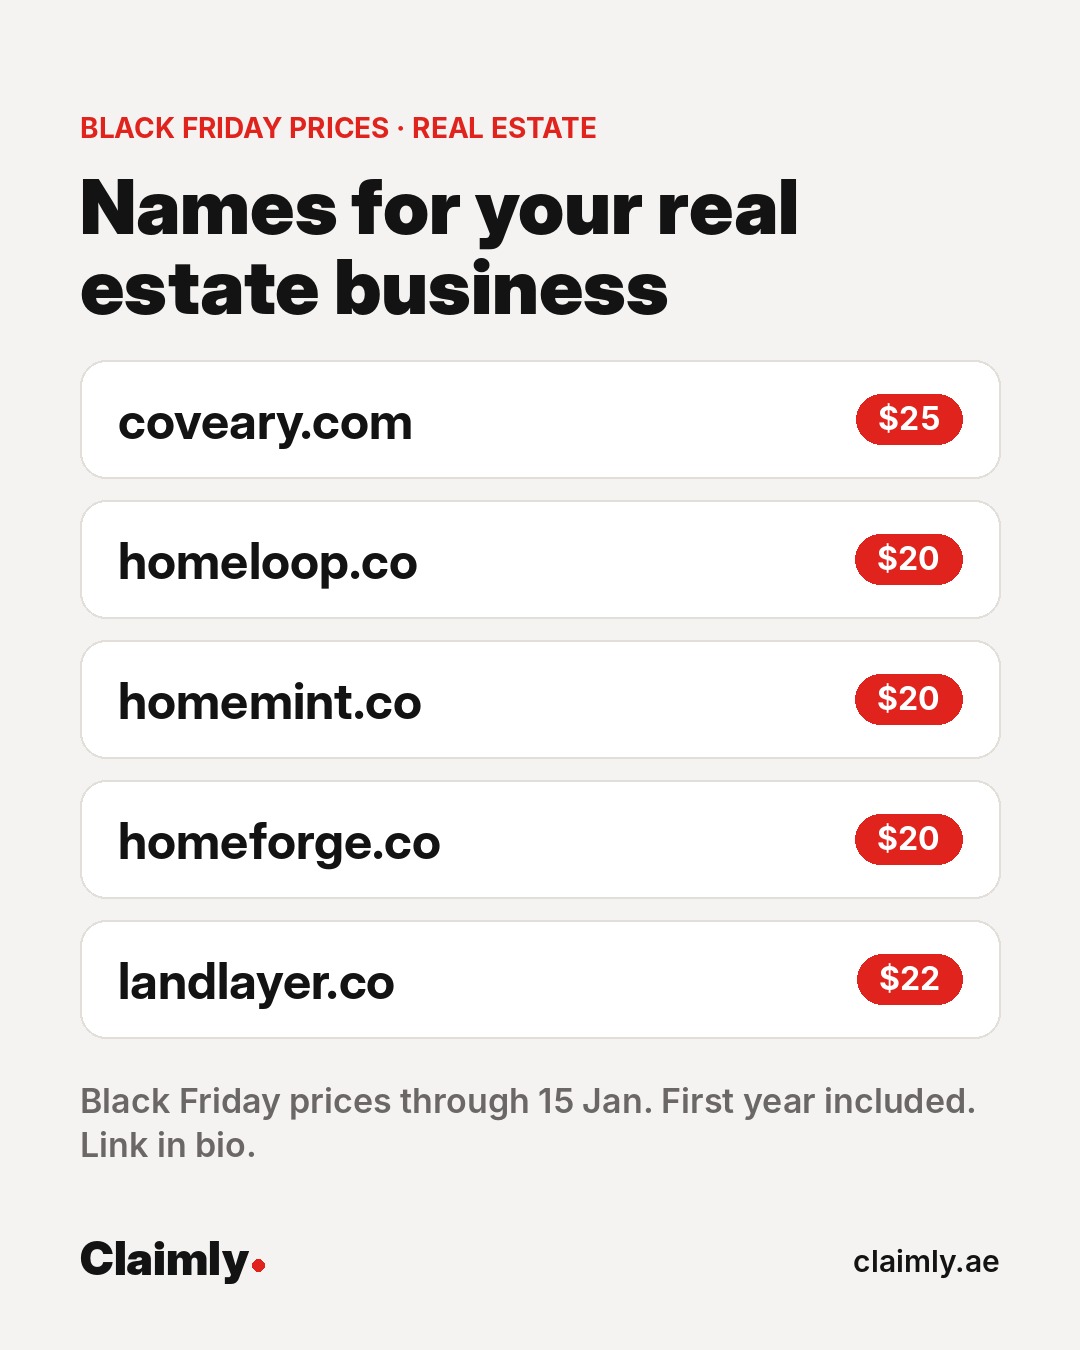 BLACK FRIDAY PRICES · REAL ESTATE
Names for your real
estate business
coveary.com $25
homeloop.co $20
homemint.co $20
homeforge.co $20
landlayer.co $22
Black Friday prices through 15 Jan. First year included.
Link in bio.
Claimly. claimly.ae